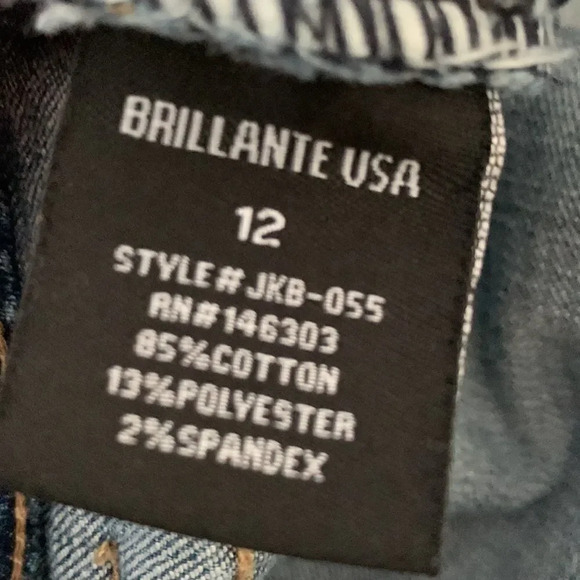 BRILLANTE USA
12
STYLE#JKB-055
RN#146303
85%COTTON
13%POLYESTER
2%SPANDEX